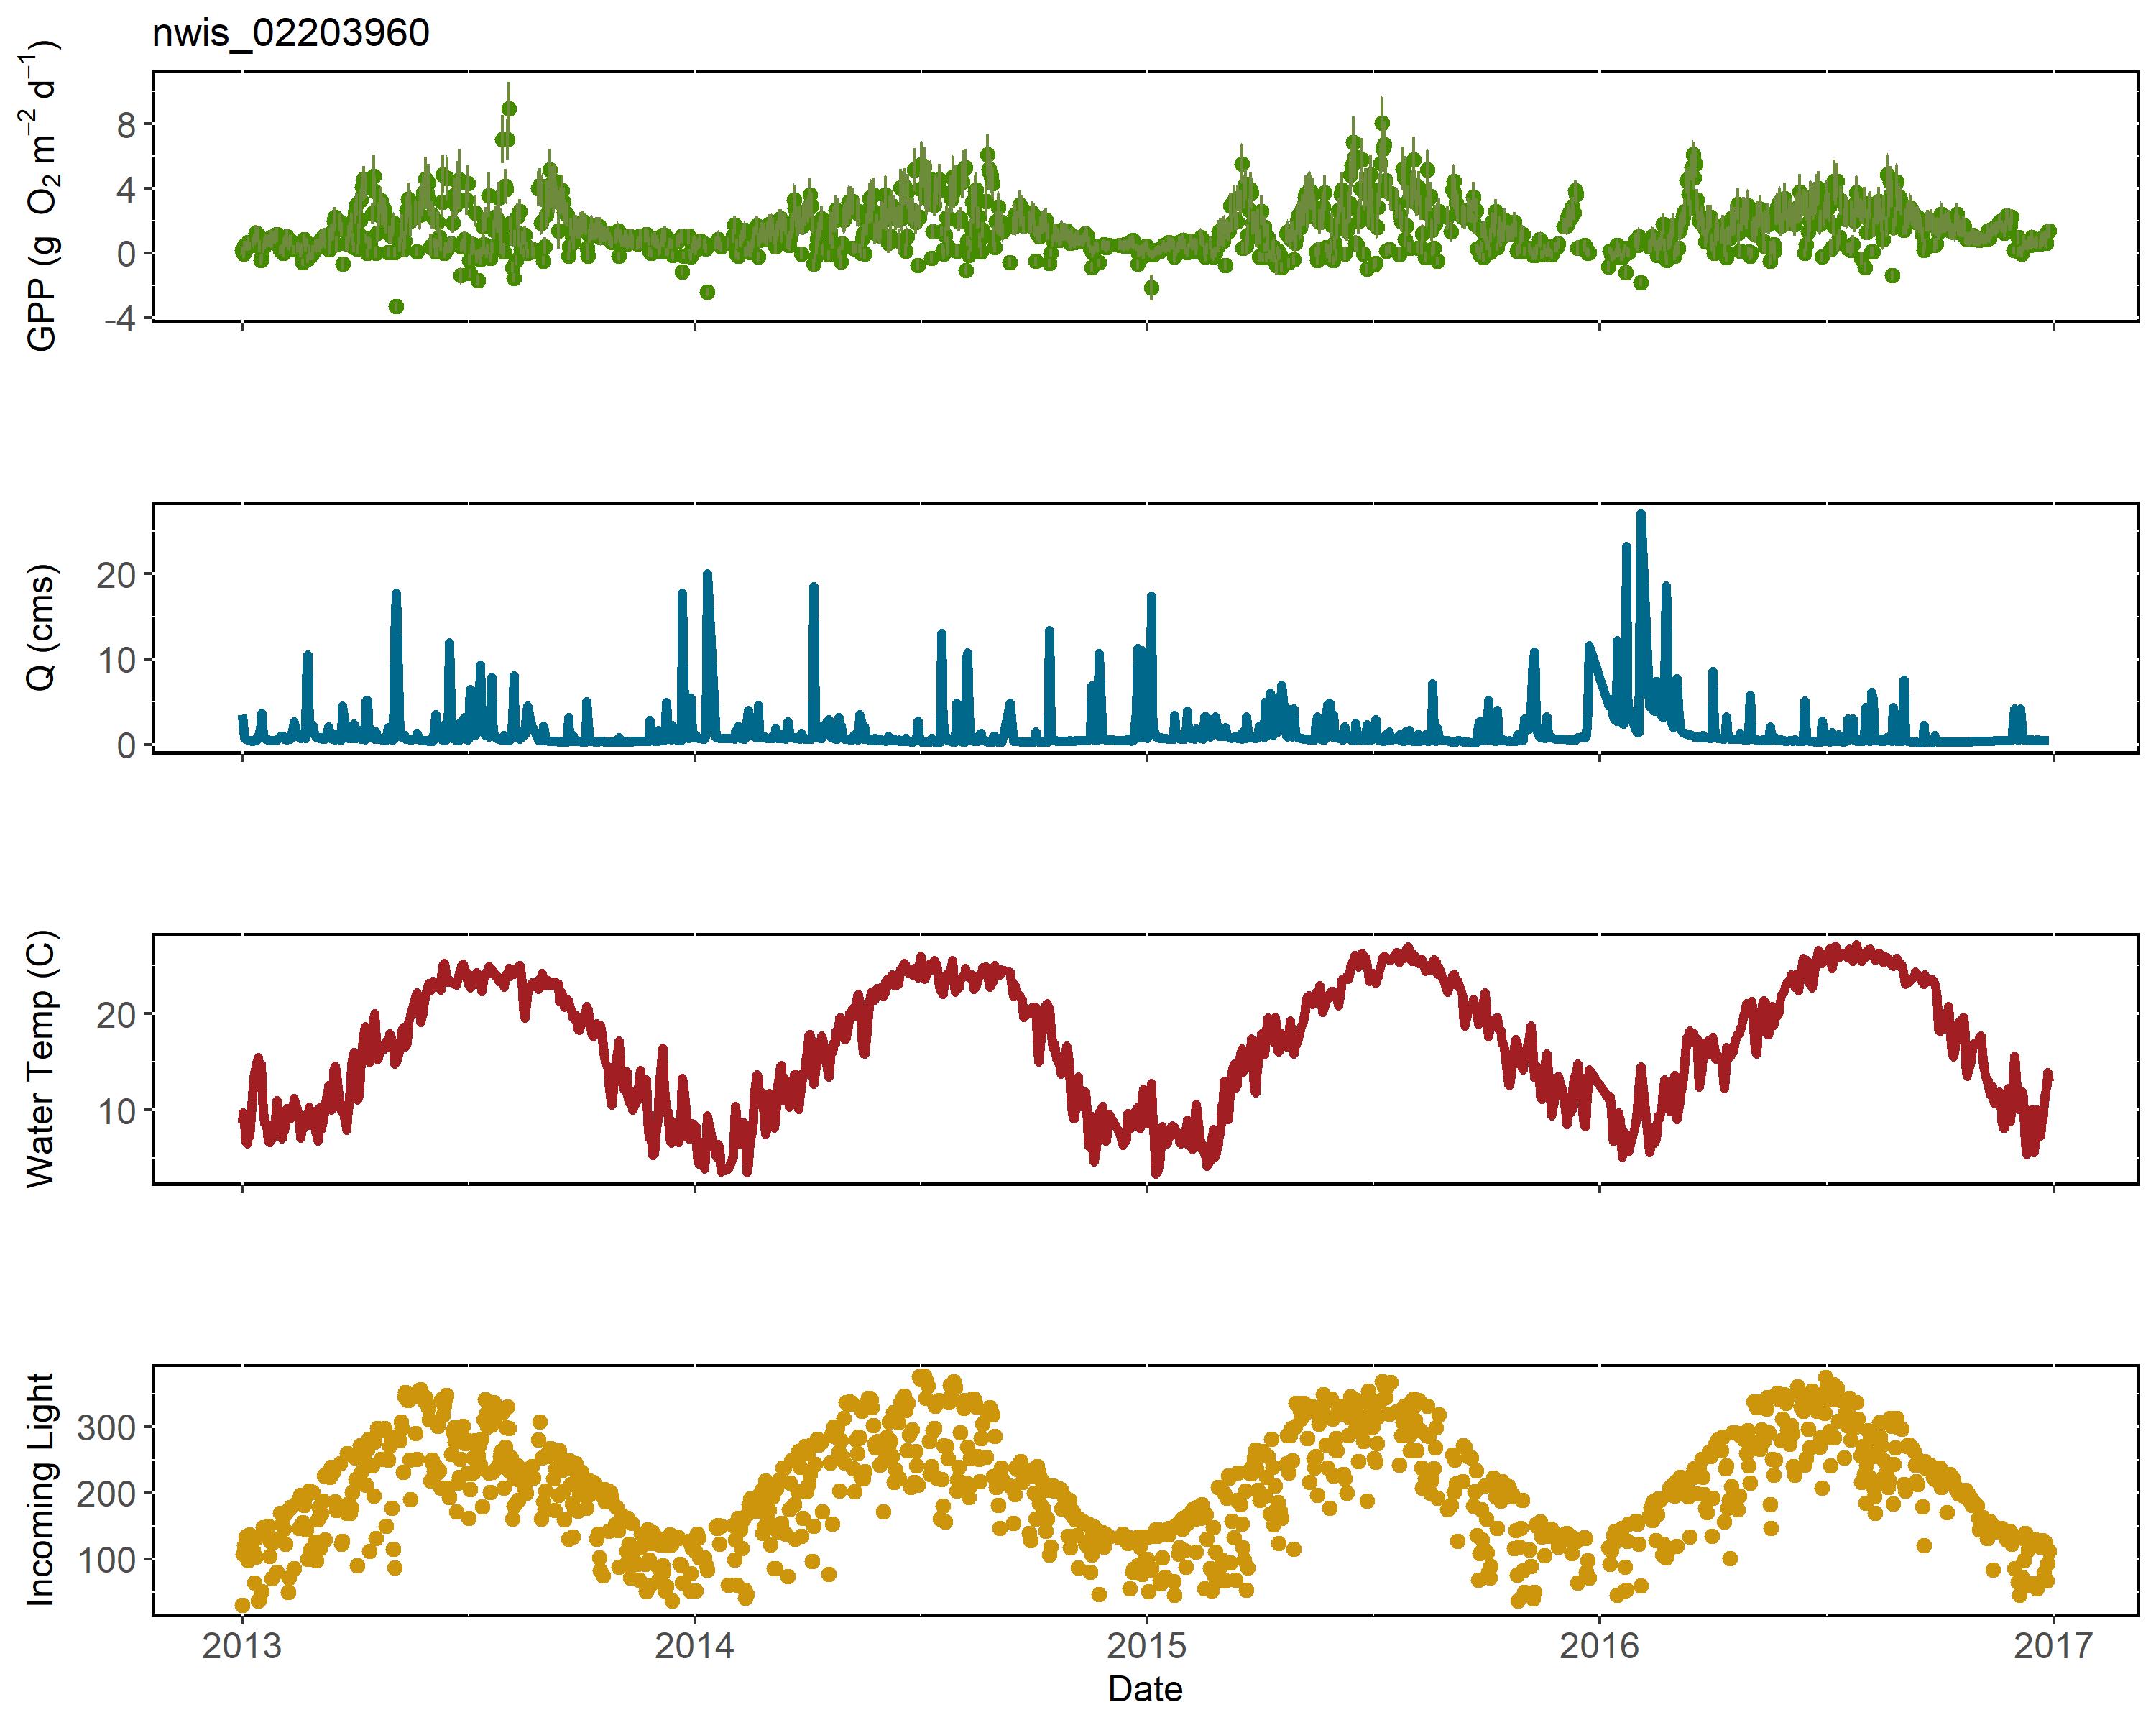 nwis_02203960
GPP (g O₂ m⁻² d⁻¹)
8
4
0
-4
Q (cms)
20
10
0
Water Temp (C)
20
10
Incoming Light
300
200
100
2013 2014 2015 2016 2017
Date